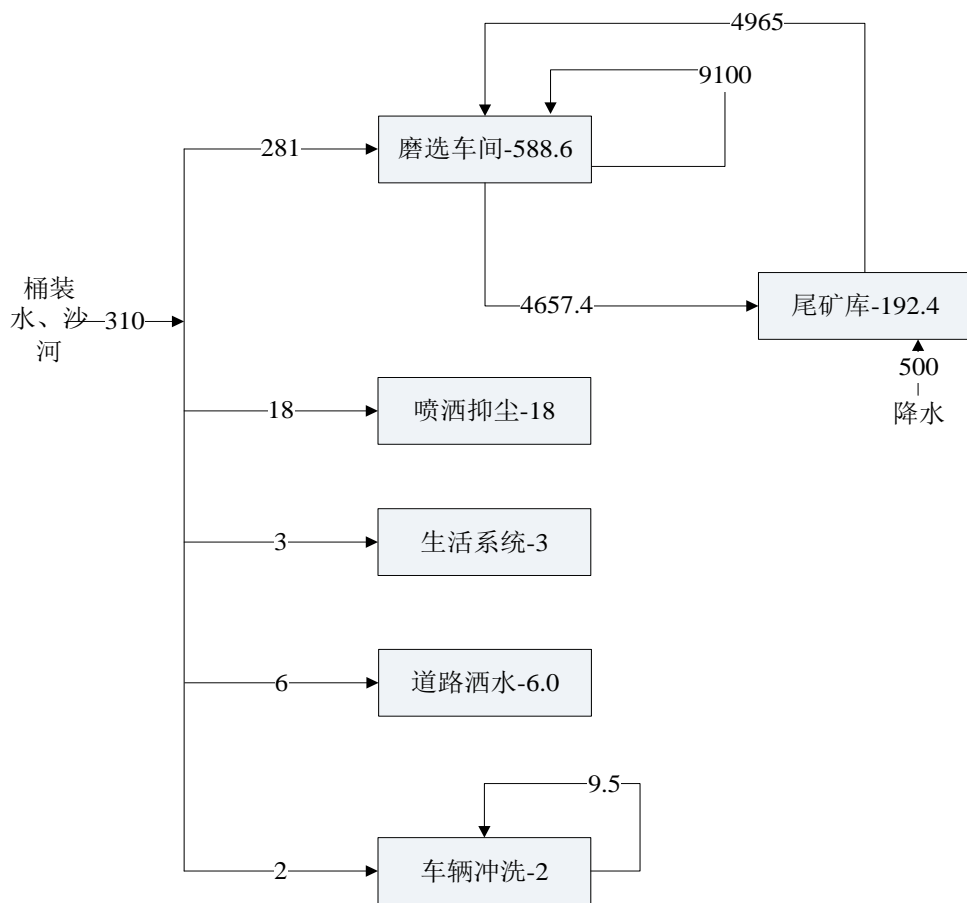 4965
9100
281
磨选车间-588.6
桶装
水、沙
河
310
4657.4
尾矿库-192.4
500
降水
18
喷洒抑尘-18
3
生活系统-3
6
道路洒水-6.0
9.5
2
车辆冲洗-2